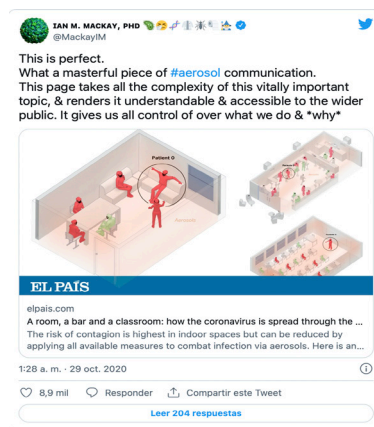 IAN M. MACKAY, PHD
@MackayIM
This is perfect.
What a masterful piece of #aerosol communication.
This page takes all the complexity of this vitally important
topic, & renders it understandable & accessible to the wider
public. It gives us all control of over what we do & *why*
Patient 0
Aerosols
EL PAÍS
elpais.com
A room, a bar and a classroom: how the coronavirus is spread through the ...
The risk of contagion is highest in indoor spaces but can be reduced by
applying all available measures to combat infection via aerosols. Here is an...
1:28 a. m. · 29 oct. 2020
8,9 mil Responder Compartir este Tweet
Leer 204 respuestas